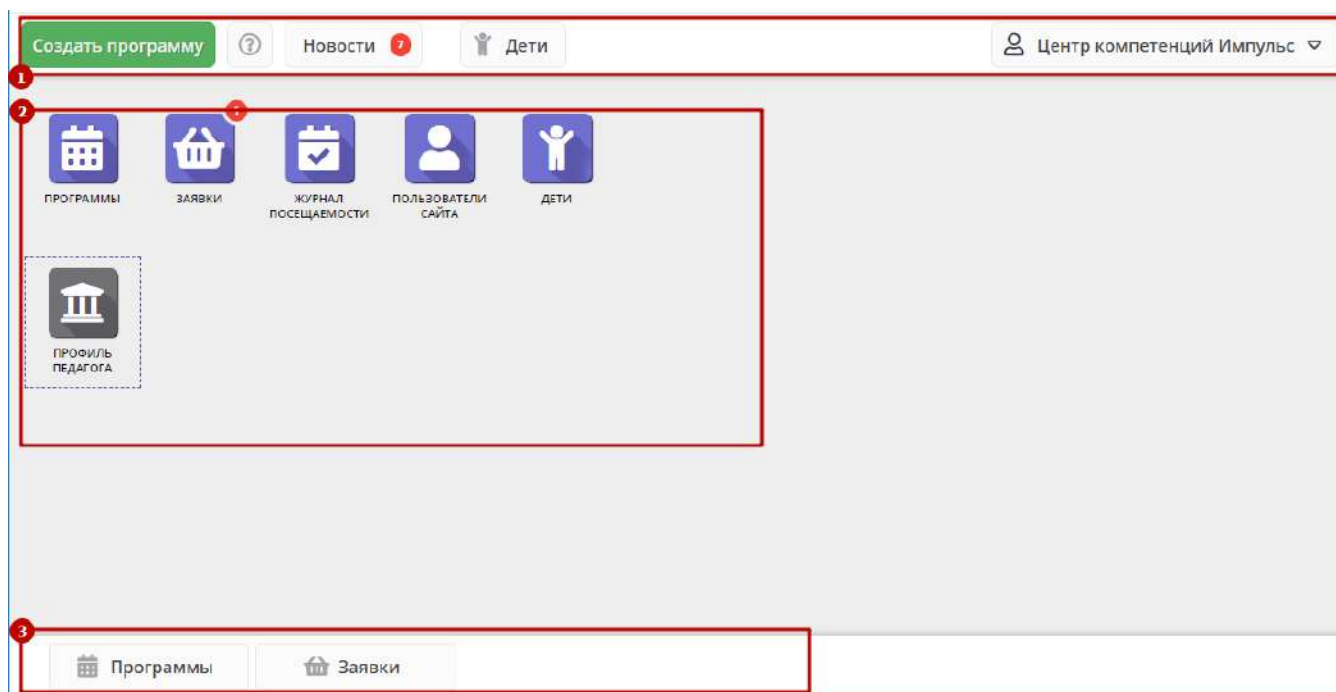 Создать программу
?
Новости 7
Дети
Центр компетенций Импульс
1
2
ПРОГРАММЫ
ЗАЯВКИ
ЖУРНАЛ
ПОСЕЩАЕМОСТИ
ПОЛЬЗОВАТЕЛИ
САЙТА
ДЕТИ
ПРОФИЛЬ
ПЕДАГОГА
3
Программы
Заявки